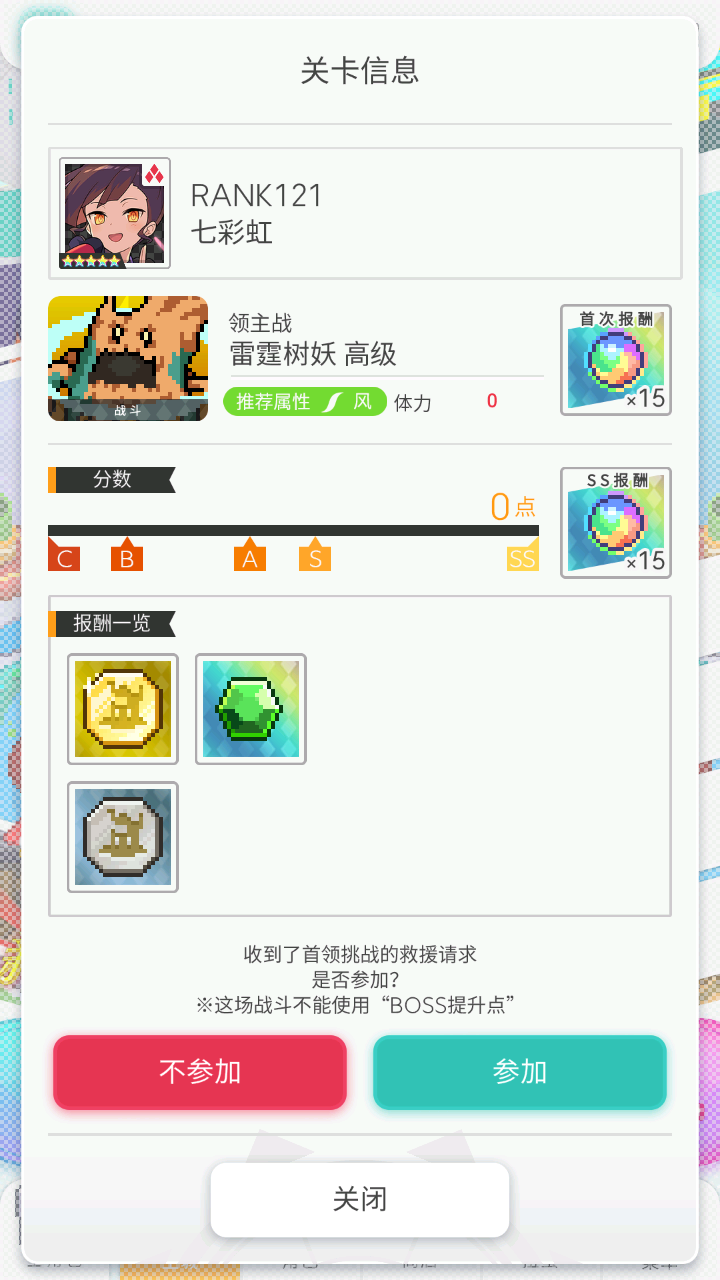 关卡信息
RANK121
七彩虹
领主战
雷霆树妖 高级
战斗
推荐属性 风 体力 0
首次报酬
×15
分数
0点
C B A S SS
SS报酬
×15
报酬一览
收到了首领挑战的救援请求
是否参加?
※这场战斗不能使用“BOSS提升点”
不参加
参加
关闭